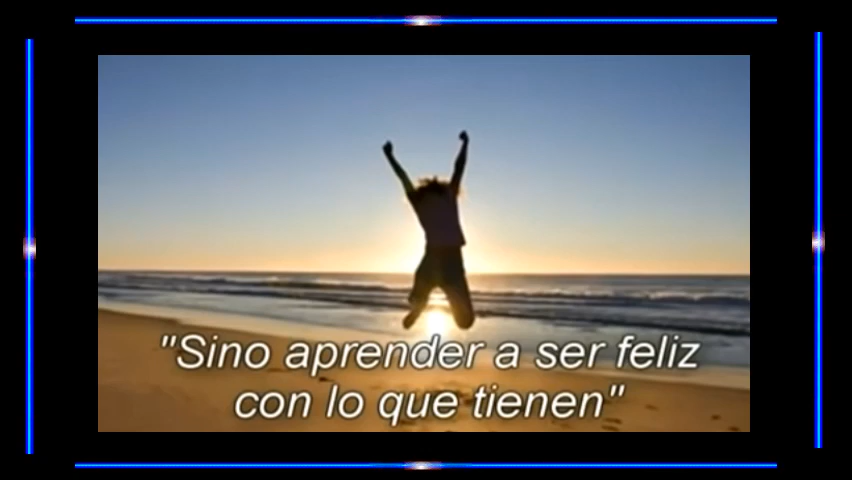 "Sino aprender a ser feliz
con lo que tienen"